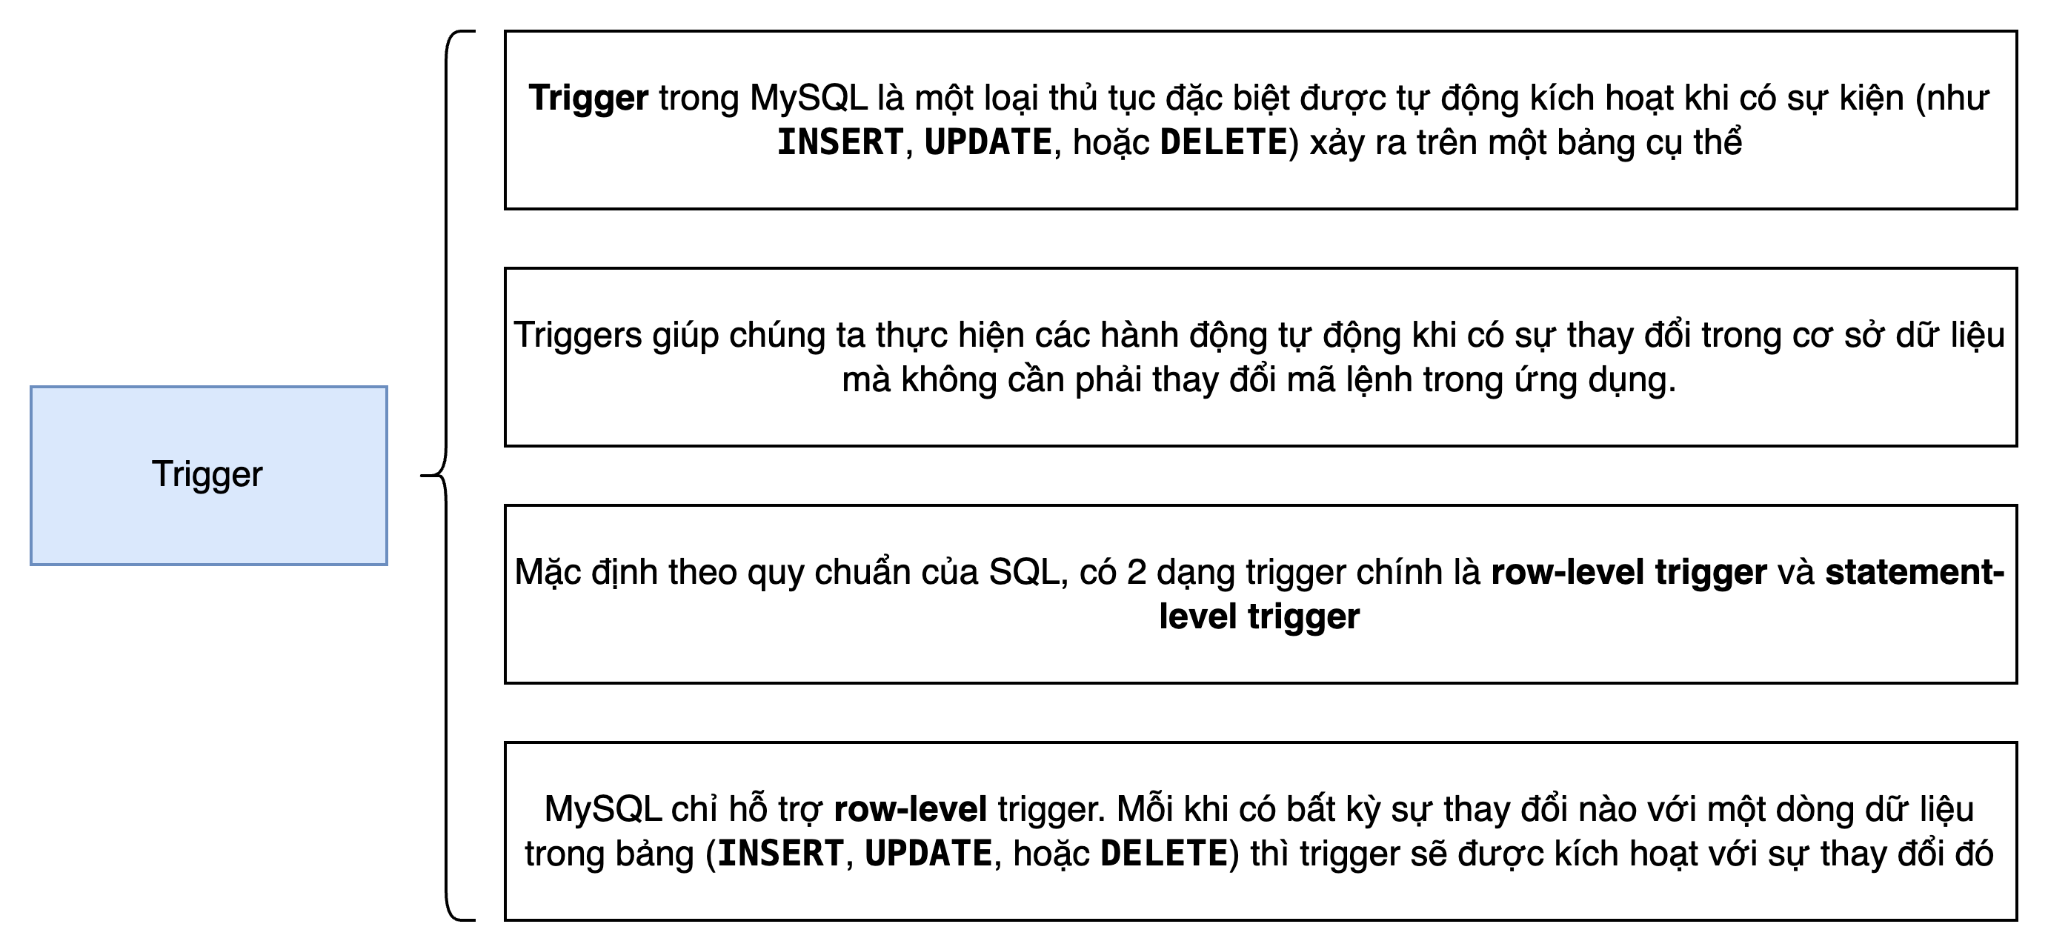 Trigger trong MySQL là một loại thủ tục đặc biệt được tự động kích hoạt khi có sự kiện (như
INSERT, UPDATE, hoặc DELETE) xảy ra trên một bảng cụ thể
Triggers giúp chúng ta thực hiện các hành động tự động khi có sự thay đổi trong cơ sở dữ liệu
mà không cần phải thay đổi mã lệnh trong ứng dụng.
Trigger
Mặc định theo quy chuẩn của SQL, có 2 dạng trigger chính là row-level trigger và statement-
level trigger
MySQL chỉ hỗ trợ row-level trigger. Mỗi khi có bất kỳ sự thay đổi nào với một dòng dữ liệu
trong bảng (INSERT, UPDATE, hoặc DELETE) thì trigger sẽ được kích hoạt với sự thay đổi đó